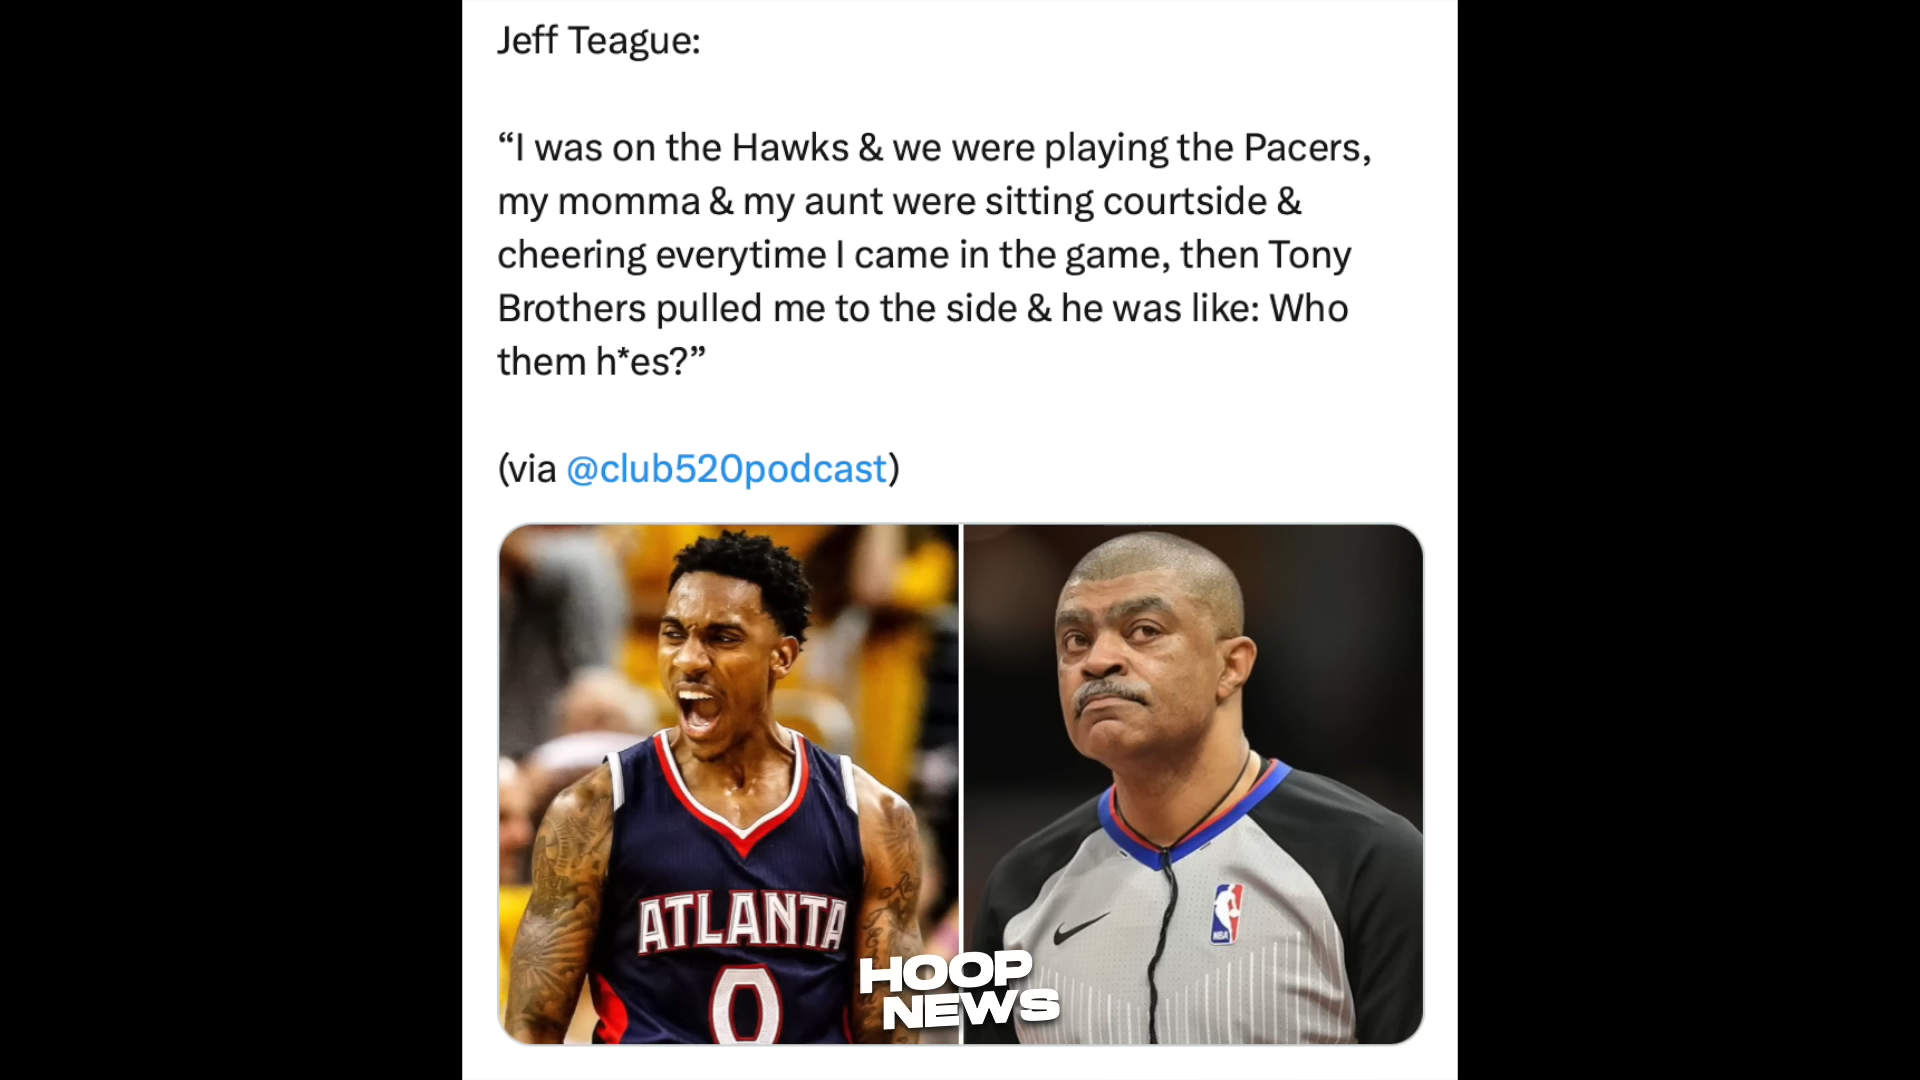 Jeff Teague:
“I was on the Hawks & we were playing the Pacers,
my momma & my aunt were sitting courtside &
cheering everytime I came in the game, then Tony
Brothers pulled me to the side & he was like: Who
them h*es?”
(via @club520podcast)
ATLANTA
0
NBA
HOOP
NEWS